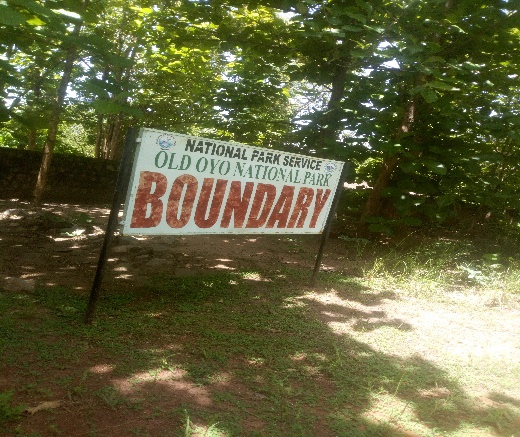 NATIONAL PARK SERVICE
OLD OYO NATIONAL PARK
BOUNDARY